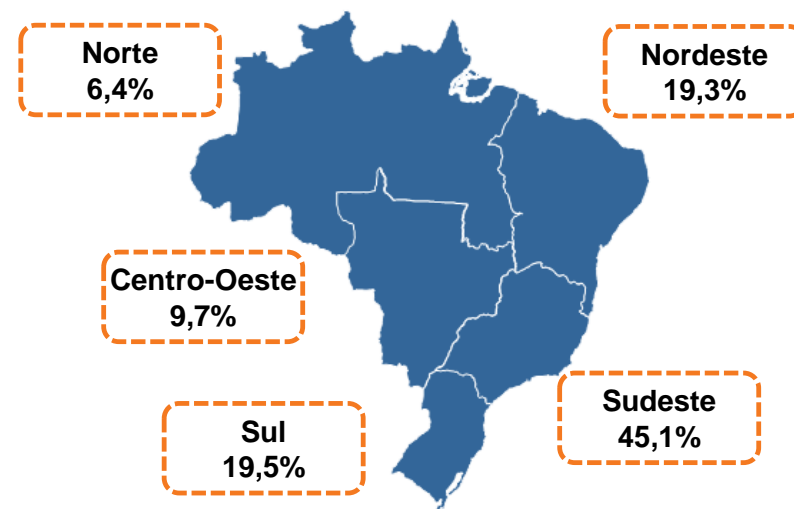 Norte
6,4%
Nordeste
19,3%
Centro-Oeste
9,7%
Sudeste
45,1%
Sul
19,5%